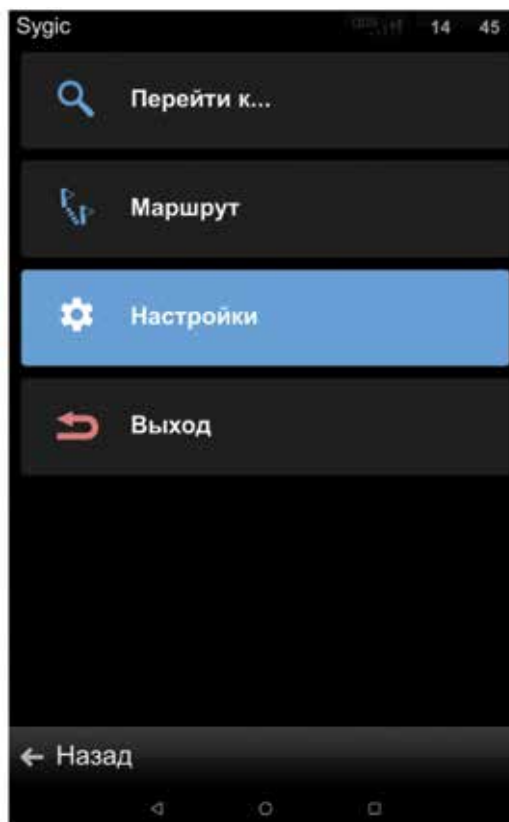 Sygic 14 45
Перейти к...
Маршрут
Настройки
Выход
Назад